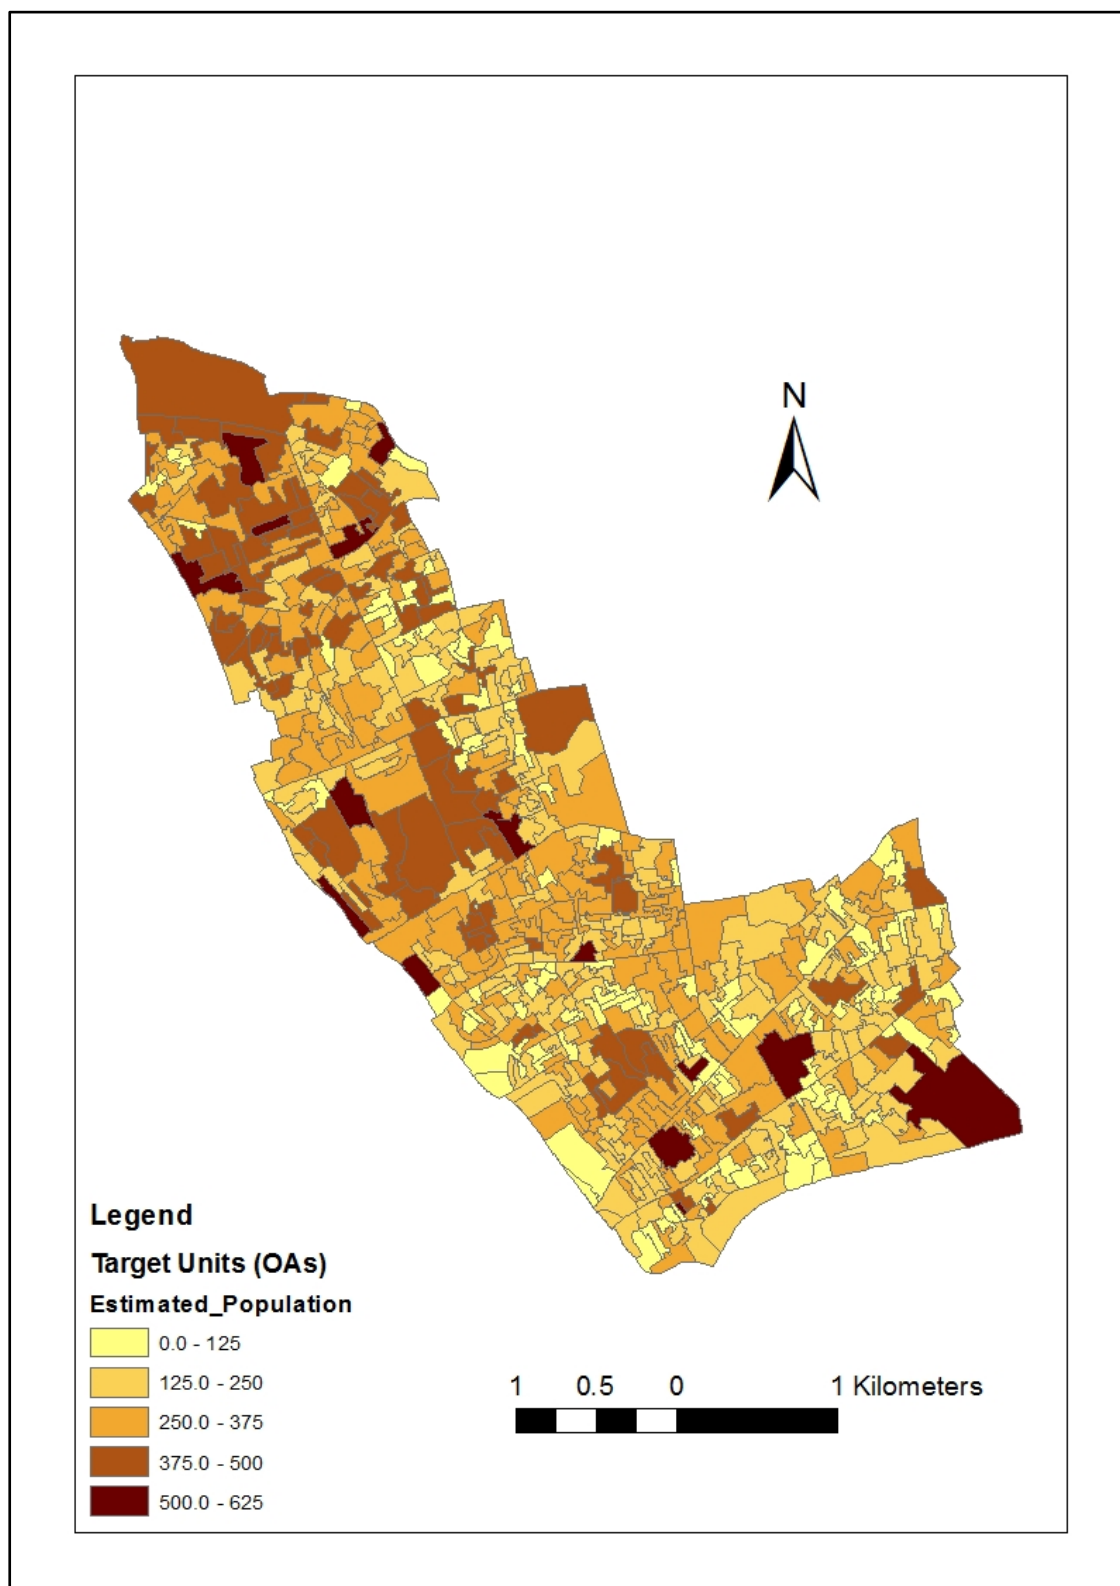 N
Legend
Target Units (OAs)
Estimated_Population
0.0 - 125
125.0 - 250
250.0 - 375
375.0 - 500
500.0 - 625
1 0.5 0 1 Kilometers